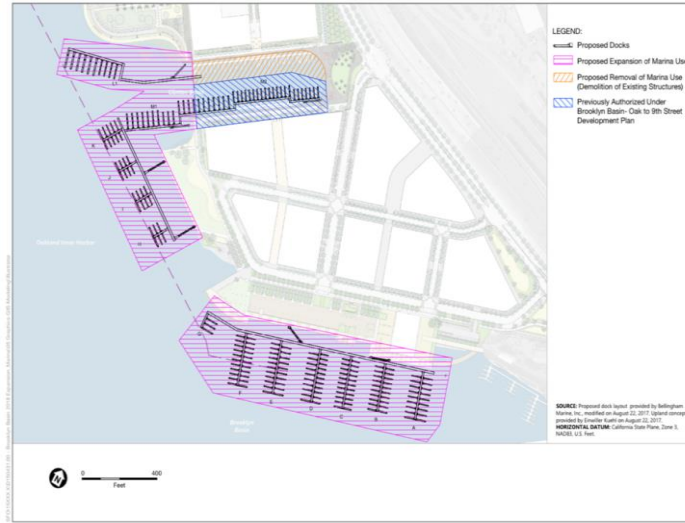 LEGEND:
Proposed Docks
Proposed Expansion of Marina Use
Proposed Removal of Marina Use
(Demolition of Existing Structures)
Previously Authorized Under
Brooklyn Basin- Oak to 9th Street
Development Plan
Brooklyn
Basin
F
E
D
C
B
A
SOURCE: Proposed dock layout provided by Bellingham
Marine, Inc., modified on August 22, 2017. Upland concept
provided by Einwiller Kuehl on August 22, 2017.
HORIZONTAL DATUM: California State Plane, Zone 3,
NAD83, U.S. Feet.
N
0 400
Feet